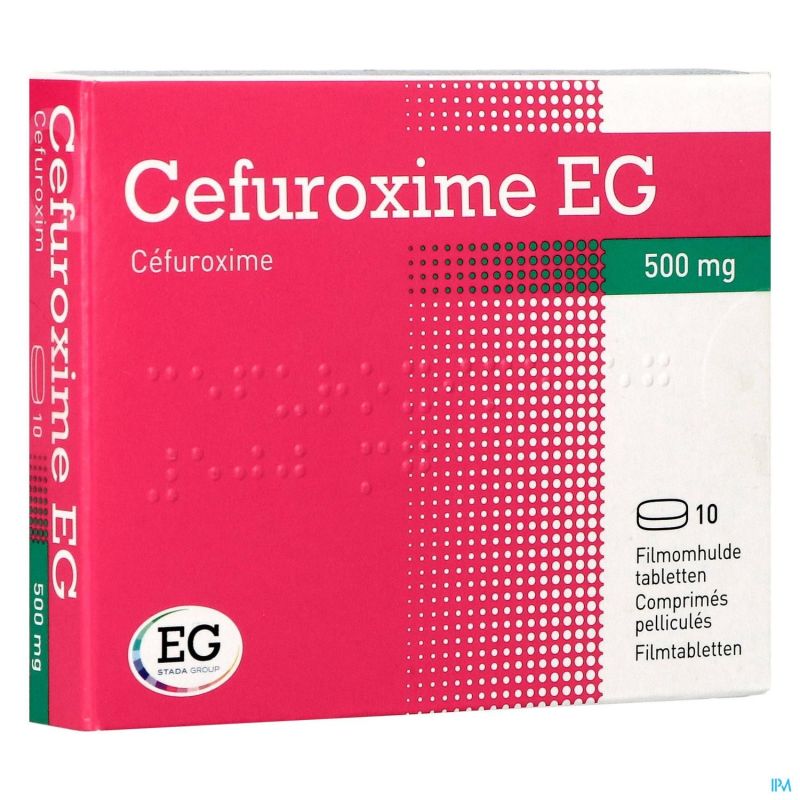 Cefuroxime EG
Céfuroxime
500 mg
10
Filmomhulde
tabletten
Comprimés
pelliculés
Filmtabletten
EG
STADA GROUP
Cefuroxime EG
Cefuroxim
10
500 mg
IPM